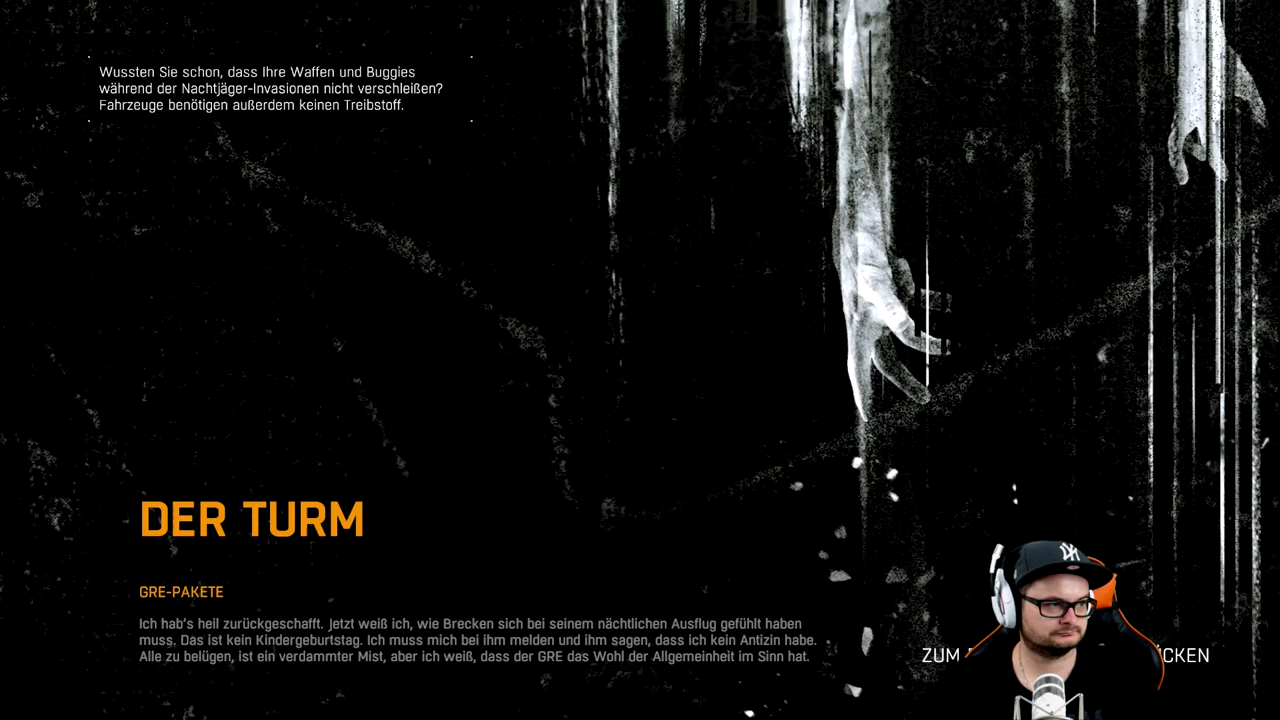 Wussten Sie schon, dass Ihre Waffen und Buggies
während der Nachtjäger-Invasionen nicht verschleißen?
Fahrzeuge benötigen außerdem keinen Treibstoff.
DER TURM
GRE-PAKETE
Ich hab's heil zurückgeschafft. Jetzt weiß ich, wie Brecken sich bei seinem nächtlichen Ausflug gefühlt haben
muss. Das ist kein Kindergeburtstag. Ich muss mich bei ihm melden und ihm sagen, dass ich kein Antizin habe.
Alle zu belügen, ist ein verdammter Mist, aber ich weiß, dass der GRE das Wohl der Allgemeinheit im Sinn hat.
ZUM